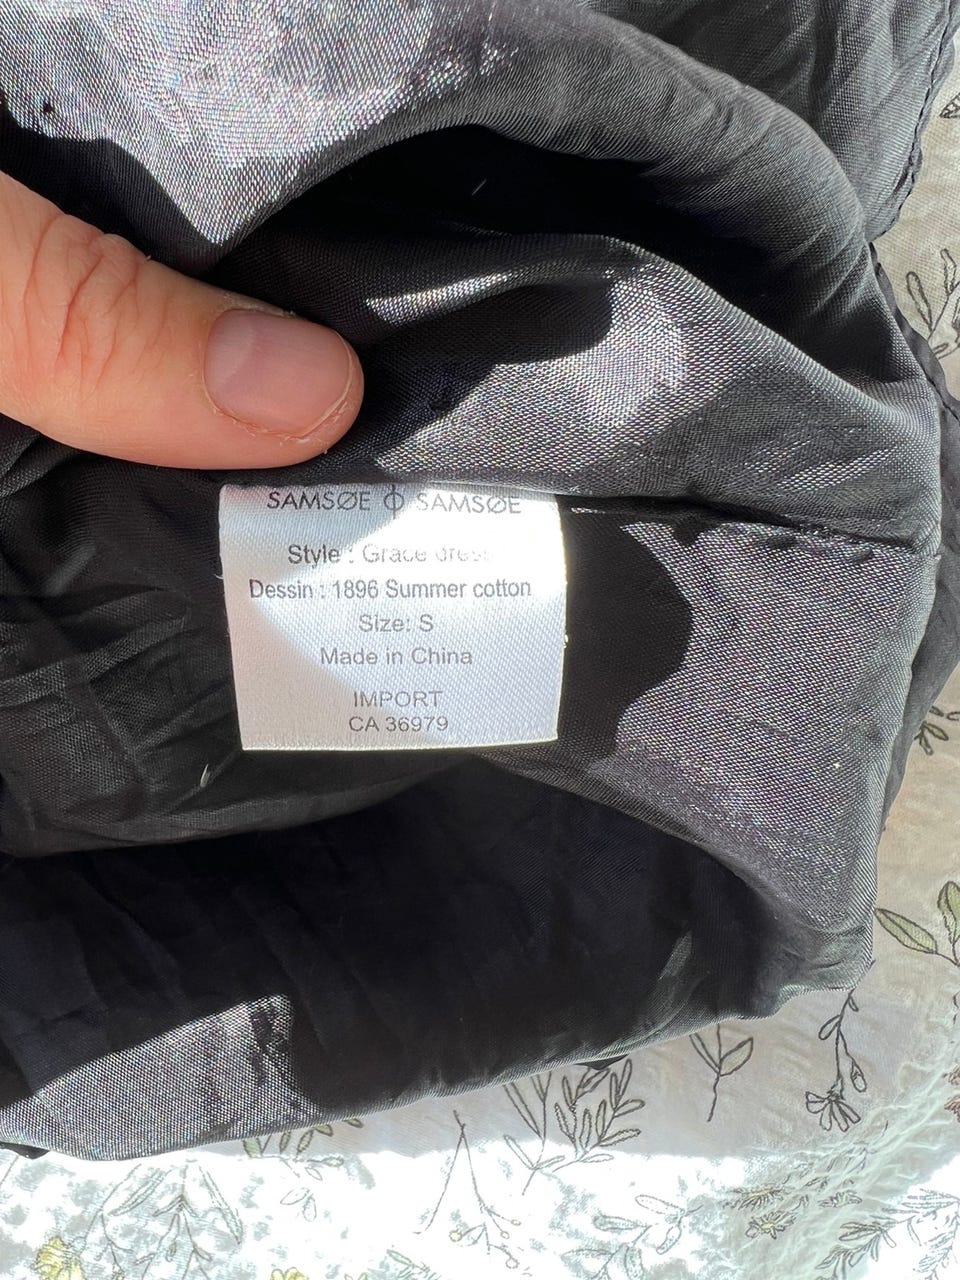 SAMSØE Φ SAMSØE
Style : Grace dress
Dessin : 1896 Summer cotton
Size: S
Made in China
IMPORT
CA 36979